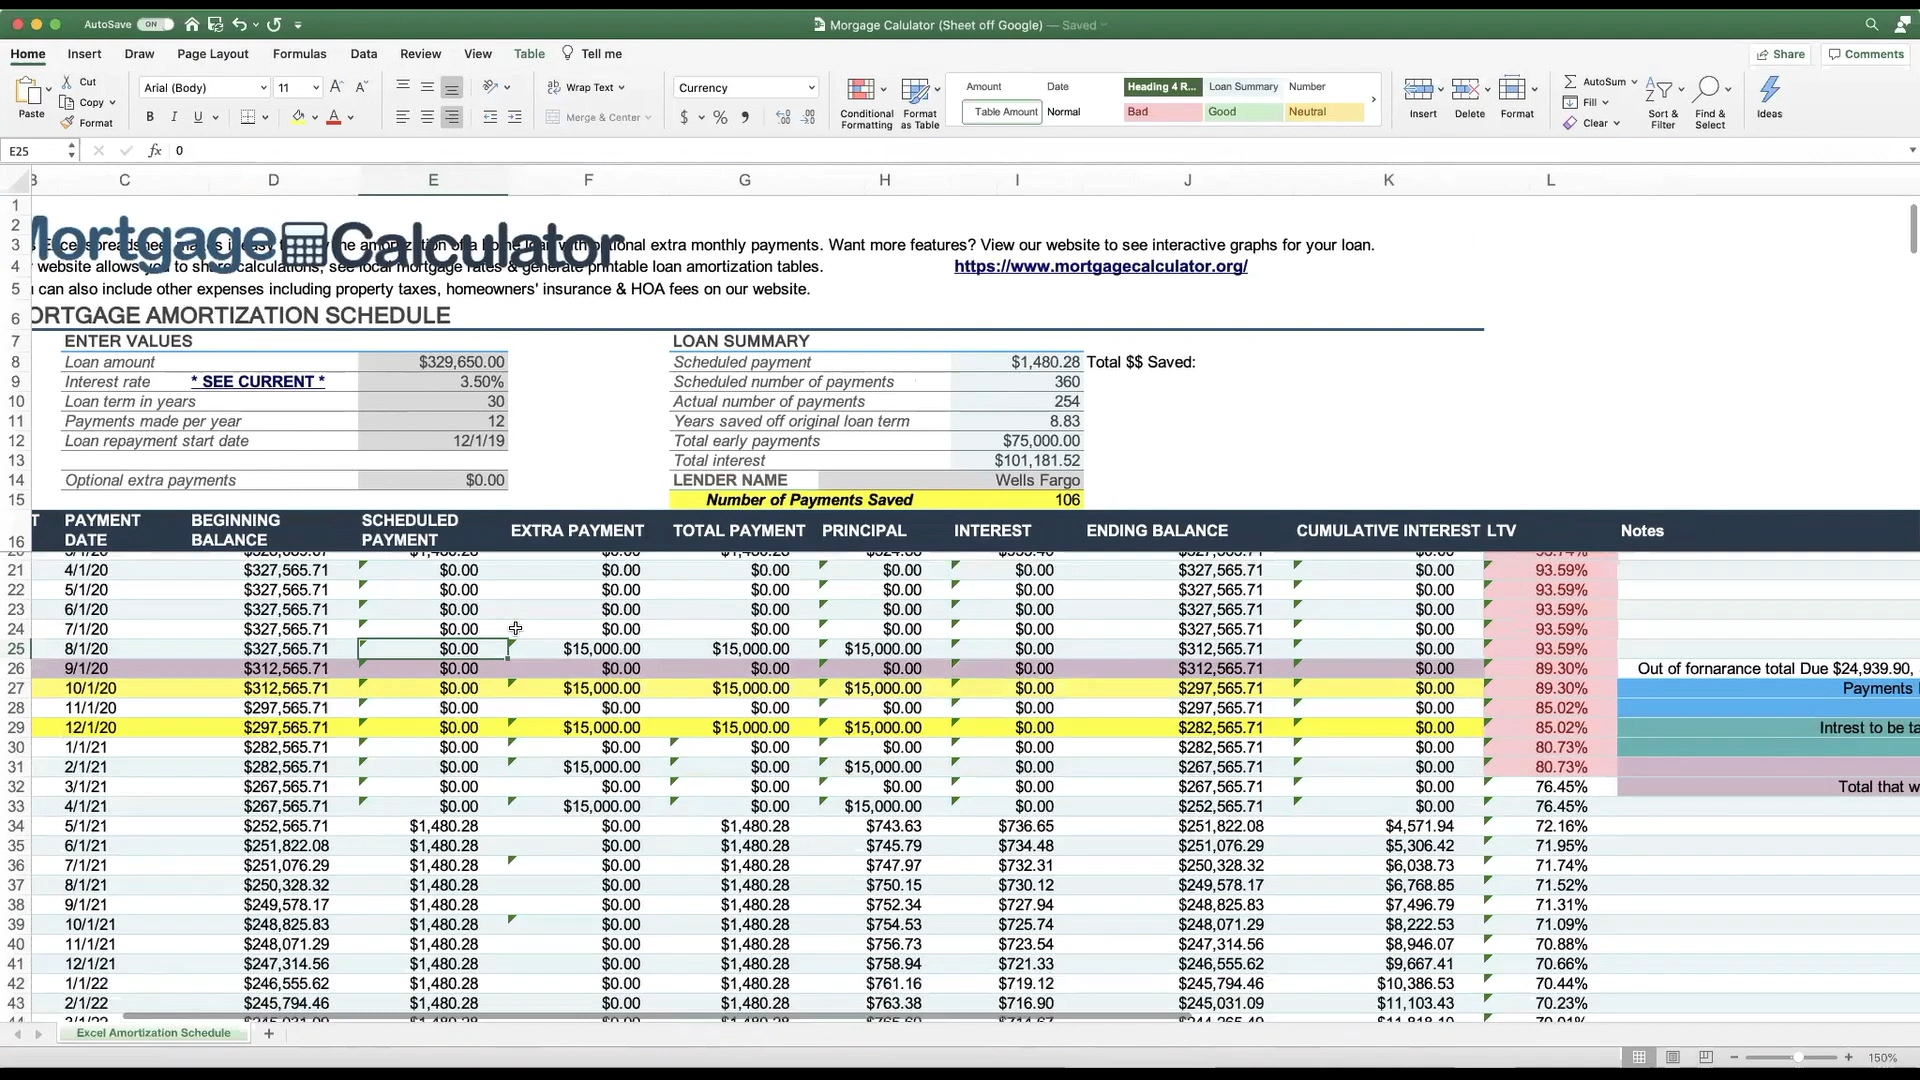 AutoSave ON Morgage Calulator (Sheet off Google) — Saved
Home Insert Draw Page Layout Formulas Data Review View Table Tell me Share Comments
Paste Cut Copy Format
Arial (Body) 11 Wrap Text Merge & Center
Currency
Conditional Formatting Format as Table
Amount Date Heading 4 R... Loan Summary Number
Table Amount Normal Bad Good Neutral
Insert Delete Format AutoSum Fill Clear Sort & Filter Find & Select Ideas
E25 fx 0
C D E F G H I J K L
1
2 Mortgage Calculator
3 Want more features? View our website to see interactive graphs for your loan.
4 website allows you to share calculations, see local mortgage rates & generate printable loan amortization tables. https://www.mortgagecalculator.org/
5 can also include other expenses including property taxes, homeowners' insurance & HOA fees on our website.
6 ORTGAGE AMORTIZATION SCHEDULE
7 ENTER VALUES LOAN SUMMARY
8 Loan amount $329,650.00 Scheduled payment $1,480.28 Total $$ Saved:
9 Interest rate * SEE CURRENT * 3.50% Scheduled number of payments 360
10 Loan term in years 30 Actual number of payments 254
11 Payments made per year 12 Years saved off original loan term 8.83
12 Loan repayment start date 12/1/19 Total early payments $75,000.00
13 Total interest $101,181.52
14 Optional extra payments $0.00 LENDER NAME Wells Fargo
15 Number of Payments Saved 106
16 T PAYMENT DATE BEGINNING BALANCE SCHEDULED PAYMENT EXTRA PAYMENT TOTAL PAYMENT PRINCIPAL INTEREST ENDING BALANCE CUMULATIVE INTEREST LTV Notes
21 4/1/20 $327,565.71 $0.00 $0.00 $0.00 $0.00 $0.00 $327,565.71 $0.00 93.59%
22 5/1/20 $327,565.71 $0.00 $0.00 $0.00 $0.00 $0.00 $327,565.71 $0.00 93.59%
23 6/1/20 $327,565.71 $0.00 $0.00 $0.00 $0.00 $0.00 $327,565.71 $0.00 93.59%
24 7/1/20 $327,565.71 $0.00 $0.00 $0.00 $0.00 $0.00 $327,565.71 $0.00 93.59%
25 8/1/20 $327,565.71 $0.00 $15,000.00 $15,000.00 $15,000.00 $0.00 $312,565.71 $0.00 93.59%
26 9/1/20 $312,565.71 $0.00 $0.00 $0.00 $0.00 $0.00 $312,565.71 $0.00 89.30% Out of fornarance total Due $24,939.90,
27 10/1/20 $312,565.71 $0.00 $15,000.00 $15,000.00 $15,000.00 $0.00 $297,565.71 $0.00 89.30% Payments
28 11/1/20 $297,565.71 $0.00 $0.00 $0.00 $0.00 $0.00 $297,565.71 $0.00 85.02%
29 12/1/20 $297,565.71 $0.00 $15,000.00 $15,000.00 $15,000.00 $0.00 $282,565.71 $0.00 85.02% Intrest to be ta
30 1/1/21 $282,565.71 $0.00 $0.00 $0.00 $0.00 $0.00 $282,565.71 $0.00 80.73%
31 2/1/21 $282,565.71 $0.00 $15,000.00 $0.00 $15,000.00 $0.00 $267,565.71 $0.00 80.73%
32 3/1/21 $267,565.71 $0.00 $0.00 $0.00 $0.00 $0.00 $267,565.71 $0.00 76.45% Total that w
33 4/1/21 $267,565.71 $0.00 $15,000.00 $0.00 $15,000.00 $0.00 $252,565.71 $0.00 76.45%
34 5/1/21 $252,565.71 $1,480.28 $0.00 $1,480.28 $743.63 $736.65 $251,822.08 $4,571.94 72.16%
35 6/1/21 $251,822.08 $1,480.28 $0.00 $1,480.28 $745.79 $734.48 $251,076.29 $5,306.42 71.95%
36 7/1/21 $251,076.29 $1,480.28 $0.00 $1,480.28 $747.97 $732.31 $250,328.32 $6,038.73 71.74%
37 8/1/21 $250,328.32 $1,480.28 $0.00 $1,480.28 $750.15 $730.12 $249,578.17 $6,768.85 71.52%
38 9/1/21 $249,578.17 $1,480.28 $0.00 $1,480.28 $752.34 $727.94 $248,825.83 $7,496.79 71.31%
39 10/1/21 $248,825.83 $1,480.28 $0.00 $1,480.28 $754.53 $725.74 $248,071.29 $8,222.53 71.09%
40 11/1/21 $248,071.29 $1,480.28 $0.00 $1,480.28 $756.73 $723.54 $247,314.56 $8,946.07 70.88%
41 12/1/21 $247,314.56 $1,480.28 $0.00 $1,480.28 $758.94 $721.33 $246,555.62 $9,667.41 70.66%
42 1/1/22 $246,555.62 $1,480.28 $0.00 $1,480.28 $761.16 $719.12 $245,794.46 $10,386.53 70.44%
43 2/1/22 $245,794.46 $1,480.28 $0.00 $1,480.28 $763.38 $716.90 $245,031.09 $11,103.43 70.23%
Excel Amortization Schedule
150%